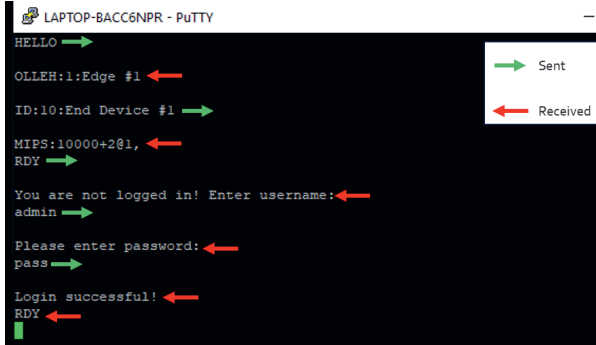 LAPTOP-BACC6NPR - PuTTY
HELLO
OLLEH:1:Edge #1
ID:10:End Device #1
MIPS:10000+2@1,
RDY
You are not logged in! Enter username:
admin
Please enter password:
pass
Login successful!
RDY
Sent
Received